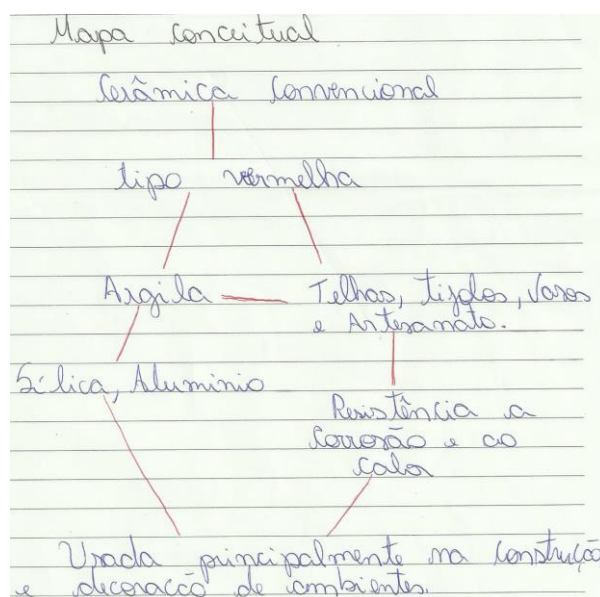 Mapa conceitual
Cerâmica Convencional
tipo vermelha
Argila Telhas, tijolos, Vasos
e Artesanato.
Sílica, Aluminio
Resistência a
Corrosão e ao
calor
Usada principalmente na construção
e decoração de ambientes.